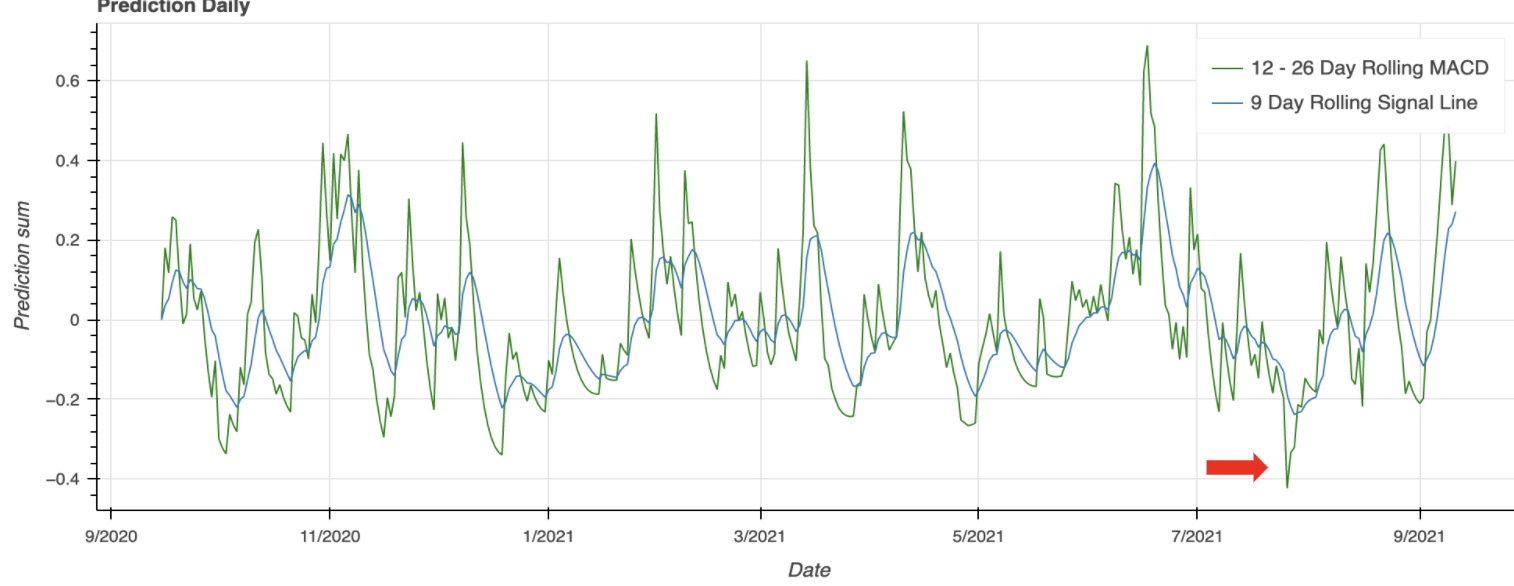 Prediction Daily
12 - 26 Day Rolling MACD
9 Day Rolling Signal Line
Prediction sum
0.6
0.4
0.2
0
−0.2
−0.4
9/2020 11/2020 1/2021 3/2021 5/2021 7/2021 9/2021
Date